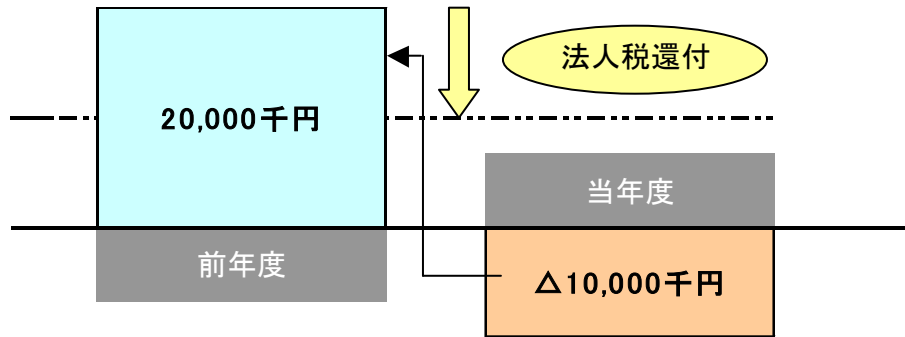 法人税還付
20,000千円
当年度
前年度
△10,000千円